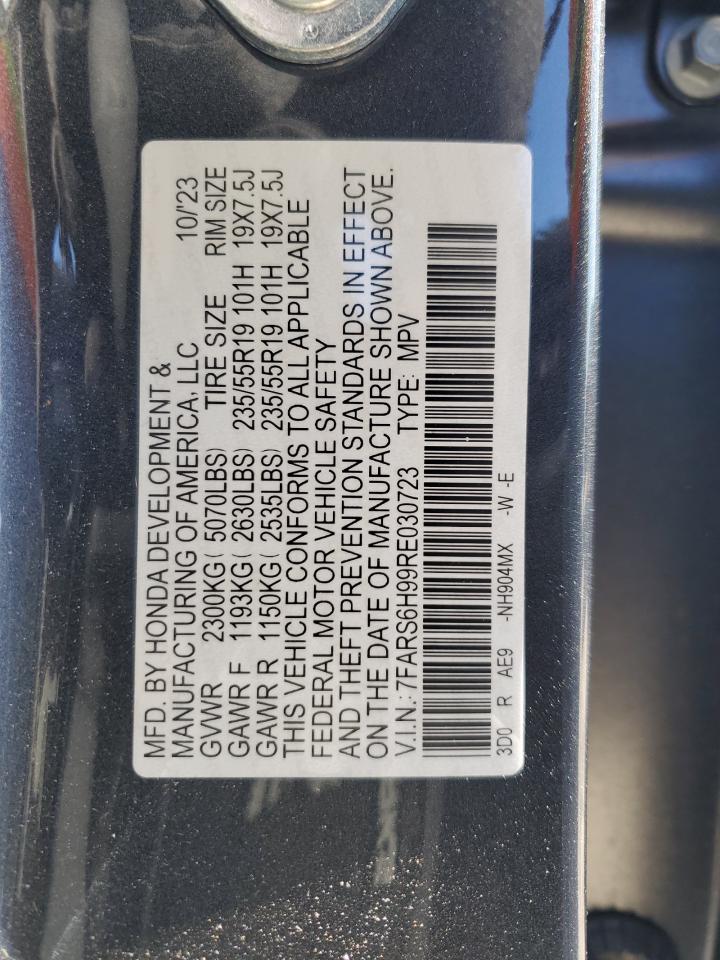 MFD. BY HONDA DEVELOPMENT &
MANUFACTURING OF AMERICA, LLC 10/23
GVWR 2300KG( 5070LBS) TIRE SIZE RIM SIZE
GAWR F 1193KG( 2630LBS) 235/55R19 101H 19X7.5J
GAWR R 1150KG( 2535LBS) 235/55R19 101H 19X7.5J
THIS VEHICLE CONFORMS TO ALL APPLICABLE
FEDERAL MOTOR VEHICLE SAFETY
AND THEFT PREVENTION STANDARDS IN EFFECT
ON THE DATE OF MANUFACTURE SHOWN ABOVE.
V.I.N.: 7FARS6H99RE030723 TYPE: MPV
3D0 R AE9 -NH904MX -W -E